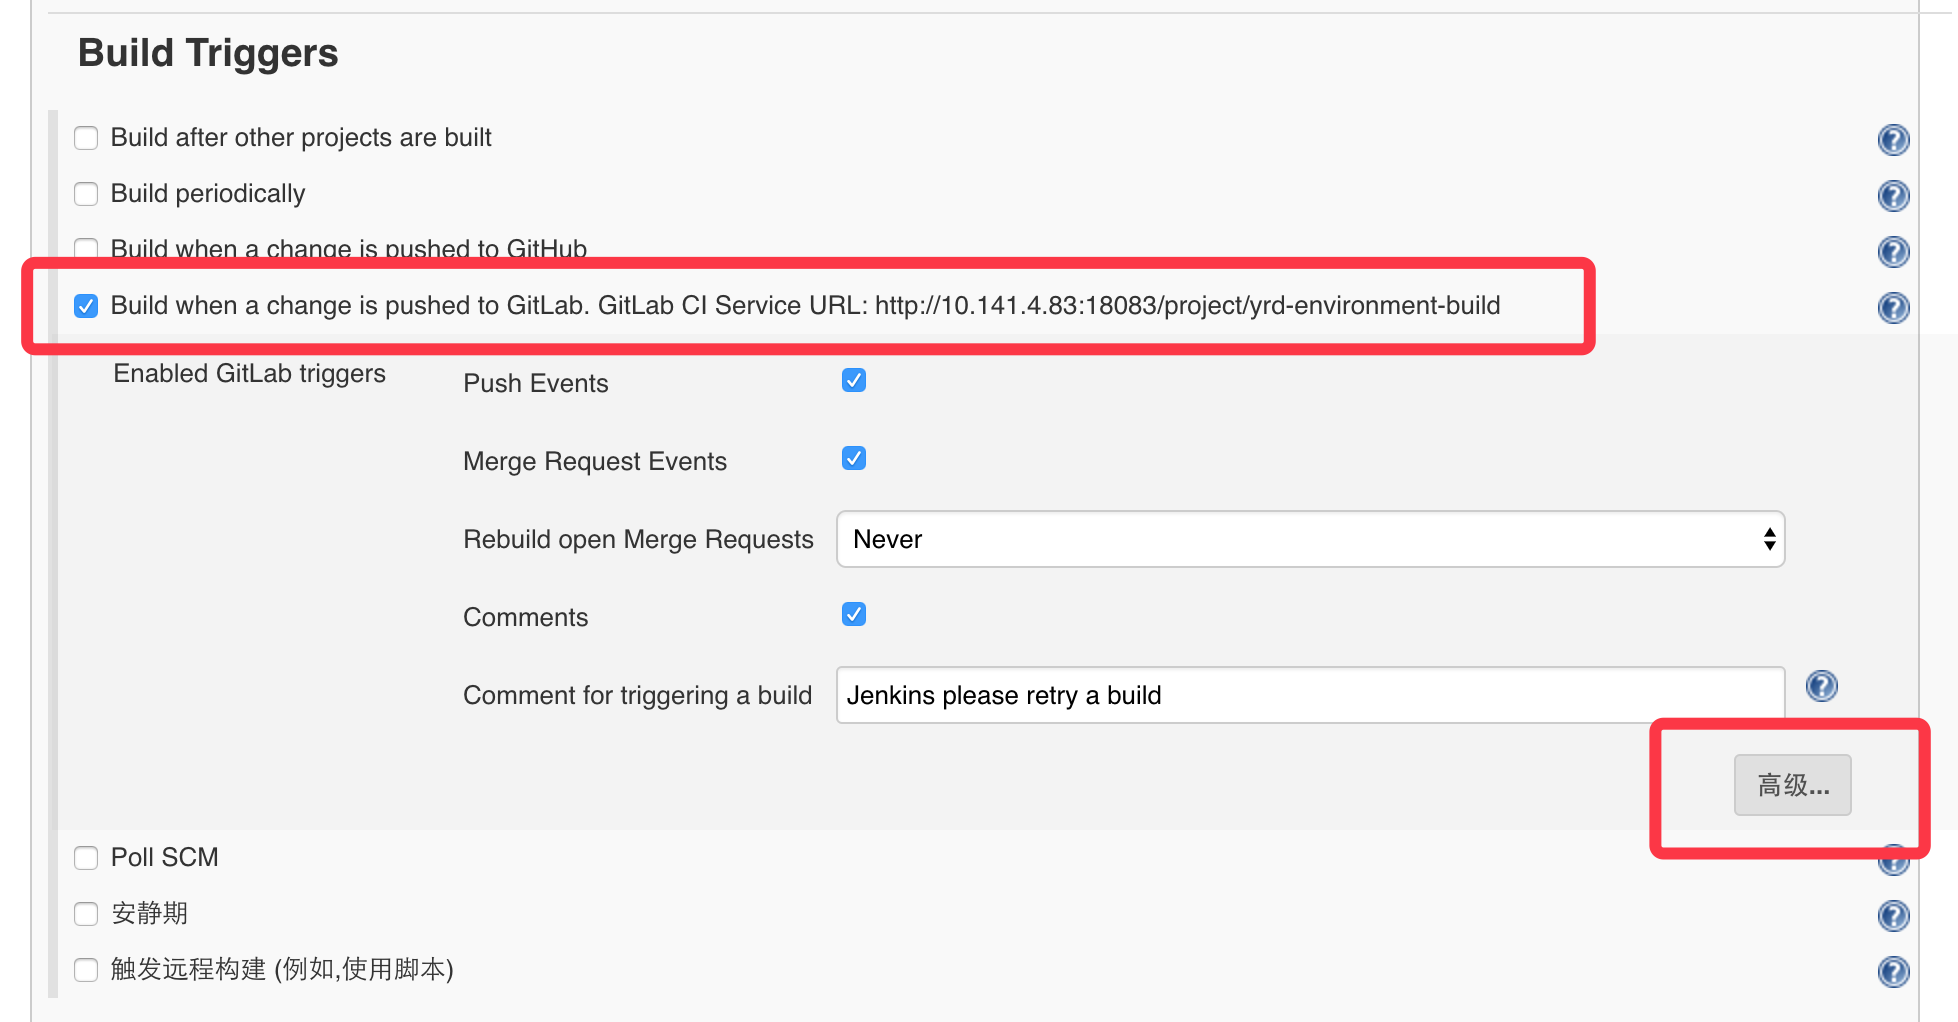 Build Triggers
Build after other projects are built
Build periodically
Build when a change is pushed to GitHub
Build when a change is pushed to GitLab. GitLab CI Service URL: http://10.141.4.83:18083/project/yrd-environment-build
Enabled GitLab triggers
Push Events
Merge Request Events
Rebuild open Merge Requests
Never
Comments
Comment for triggering a build
Jenkins please retry a build
高级...
Poll SCM
安静期
触发远程构建 (例如,使用脚本)